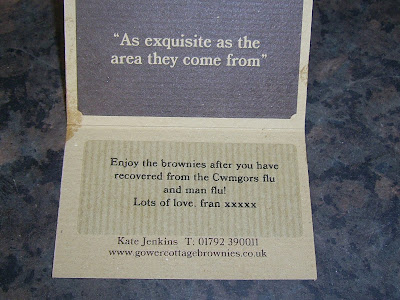 “As exquisite as the
area they come from”
Enjoy the brownies after you have
recovered from the Cwmgors flu
and man flu!
Lots of love, fran xxxxx
Kate Jenkins T: 01792 390011
www.gowercottagebrownies.co.uk